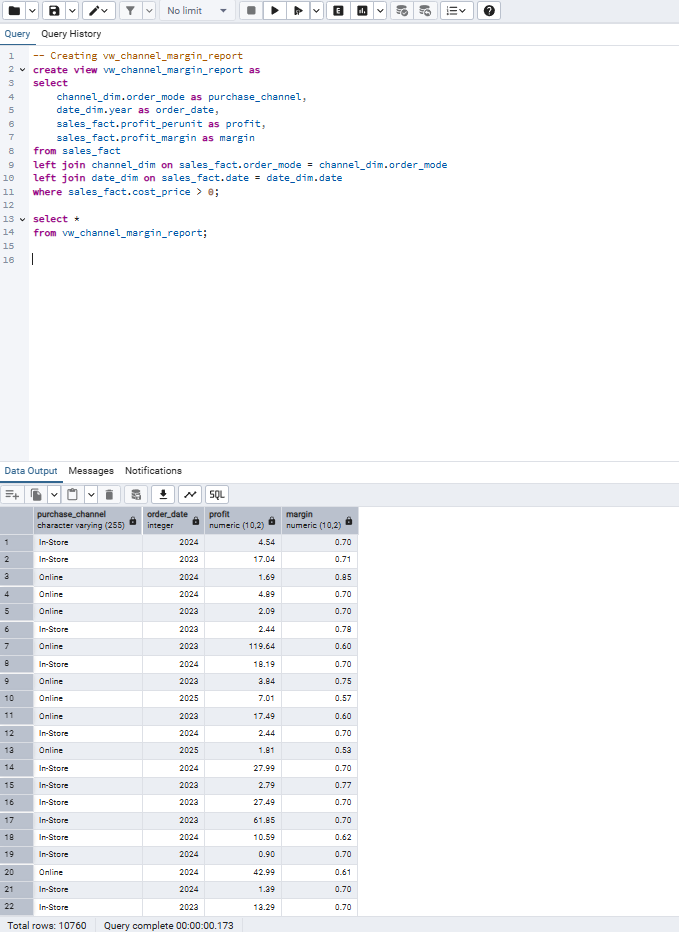 No limit
Query Query History
1 -- Creating vw_channel_margin_report
2 create view vw_channel_margin_report as
3 select
4 channel_dim.order_mode as purchase_channel,
5 date_dim.year as order_date,
6 sales_fact.profit_perunit as profit,
7 sales_fact.profit_margin as margin
8 from sales_fact
9 left join channel_dim on sales_fact.order_mode = channel_dim.order_mode
10 left join date_dim on sales_fact.date = date_dim.date
11 where sales_fact.cost_price > 0;
12
13 select *
14 from vw_channel_margin_report;
15
16
Data Output Messages Notifications
SQL
purchase_channel order_date profit margin
character varying (255) integer numeric (10,2) numeric (10,2)
1 In-Store 2024 4.54 0.70
2 In-Store 2023 17.04 0.71
3 Online 2024 1.69 0.85
4 Online 2024 4.89 0.70
5 Online 2023 2.09 0.70
6 In-Store 2023 2.44 0.78
7 Online 2023 119.64 0.60
8 In-Store 2024 18.19 0.70
9 Online 2023 3.84 0.75
10 Online 2025 7.01 0.57
11 Online 2023 17.49 0.60
12 In-Store 2024 2.44 0.70
13 Online 2025 1.81 0.53
14 In-Store 2024 27.99 0.70
15 In-Store 2023 2.79 0.77
16 In-Store 2023 27.49 0.70
17 In-Store 2023 61.85 0.70
18 In-Store 2024 10.59 0.62
19 In-Store 2024 0.90 0.70
20 Online 2024 42.99 0.61
21 In-Store 2024 1.39 0.70
22 In-Store 2023 13.29 0.70
Total rows: 10760 Query complete 00:00:00.173